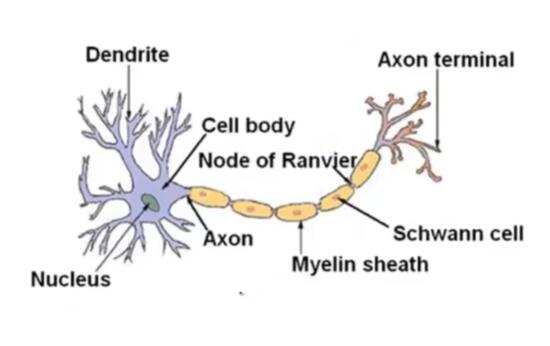 Dendrite
Axon terminal
Cell body
Node of Ranvier
Axon
Schwann cell
Myelin sheath
Nucleus